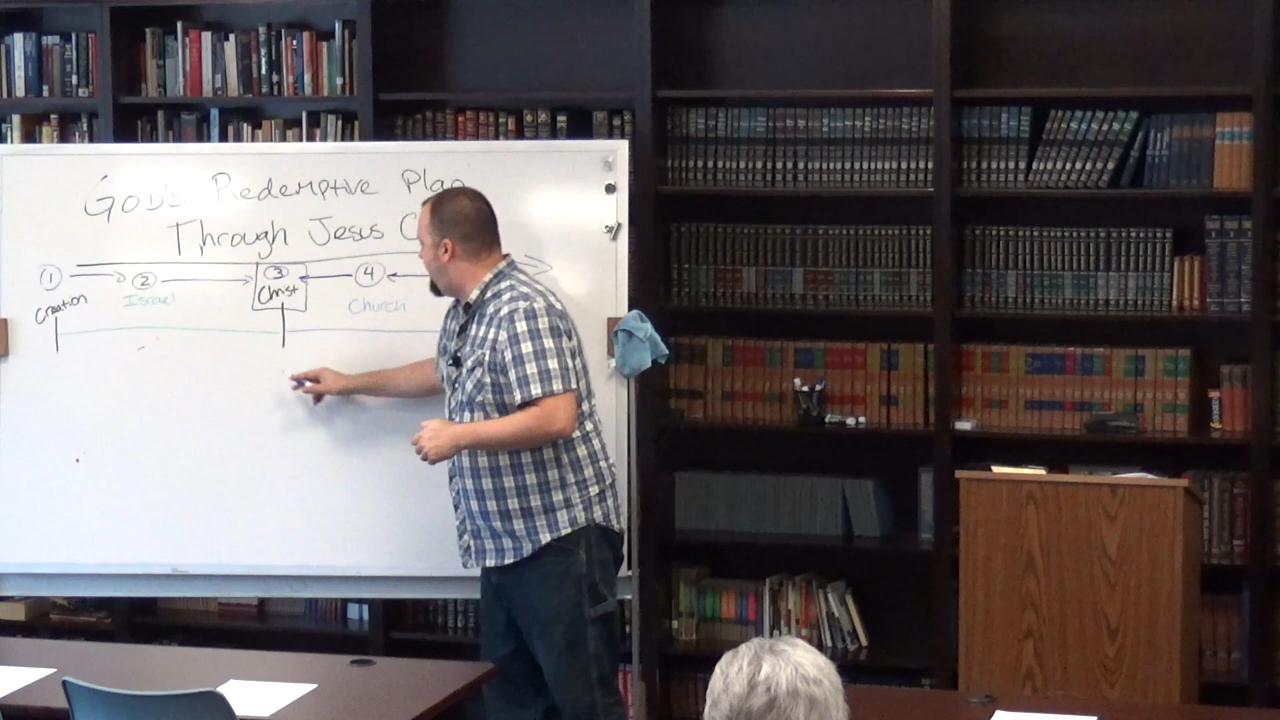 God's Redemptive Plan
Through Jesus C
1 2 3 4
Creation Israel Christ Church